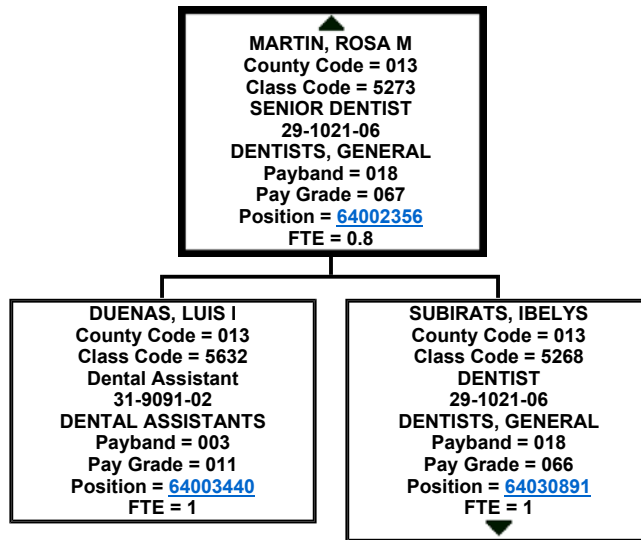 MARTIN, ROSA M
County Code = 013
Class Code = 5273
SENIOR DENTIST
29-1021-06
DENTISTS, GENERAL
Payband = 018
Pay Grade = 067
Position = 64002356
FTE = 0.8
DUENAS, LUIS I
County Code = 013
Class Code = 5632
Dental Assistant
31-9091-02
DENTAL ASSISTANTS
Payband = 003
Pay Grade = 011
Position = 64003440
FTE = 1
SUBIRATS, IBELYS
County Code = 013
Class Code = 5268
DENTIST
29-1021-06
DENTISTS, GENERAL
Payband = 018
Pay Grade = 066
Position = 64030891
FTE = 1